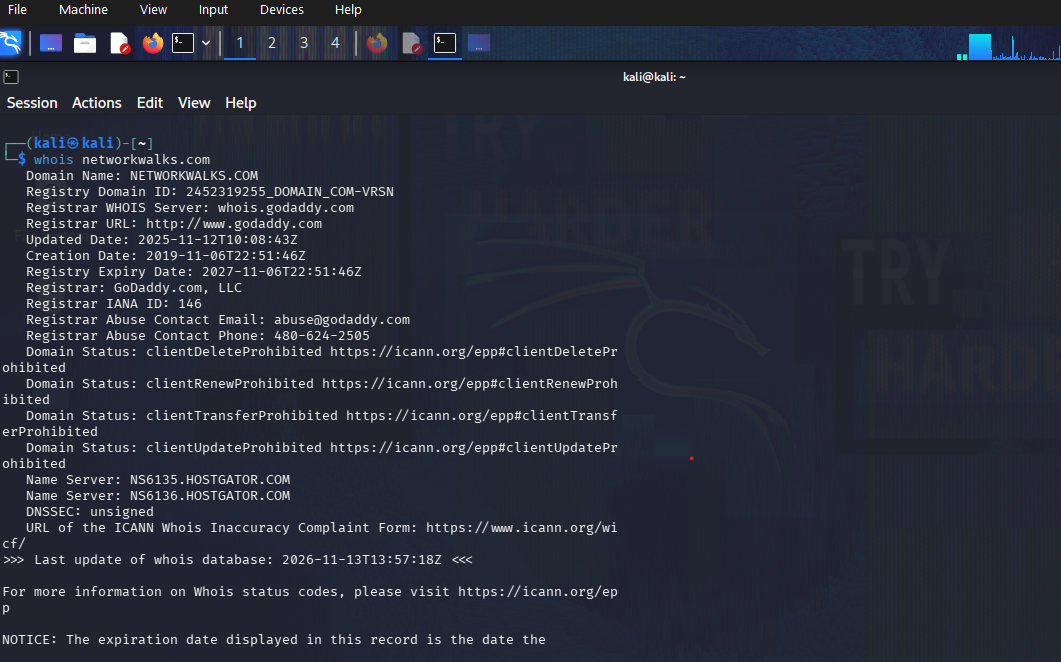 File Machine View Input Devices Help
1 2 3 4
kali@kali: ~
Session Actions Edit View Help
┌──(kali㉿kali)-[~]
└─$ whois networkwalks.com
Domain Name: NETWORKWALKS.COM
Registry Domain ID: 2452319255_DOMAIN_COM-VRSN
Registrar WHOIS Server: whois.godaddy.com
Registrar URL: http://www.godaddy.com
Updated Date: 2025-11-12T10:08:43Z
Creation Date: 2019-11-06T22:51:46Z
Registry Expiry Date: 2027-11-06T22:51:46Z
Registrar: GoDaddy.com, LLC
Registrar IANA ID: 146
Registrar Abuse Contact Email: abuse@godaddy.com
Registrar Abuse Contact Phone: 480-624-2505
Domain Status: clientDeleteProhibited https://icann.org/epp#clientDeletePr
ohibited
Domain Status: clientRenewProhibited https://icann.org/epp#clientRenewProh
ibited
Domain Status: clientTransferProhibited https://icann.org/epp#clientTransf
erProhibited
Domain Status: clientUpdateProhibited https://icann.org/epp#clientUpdatePr
ohibited
Name Server: NS6135.HOSTGATOR.COM
Name Server: NS6136.HOSTGATOR.COM
DNSSEC: unsigned
URL of the ICANN Whois Inaccuracy Complaint Form: https://www.icann.org/wi
cf/
>>> Last update of whois database: 2026-11-13T13:57:18Z <<<
For more information on Whois status codes, please visit https://icann.org/ep
p
NOTICE: The expiration date displayed in this record is the date the
TRY
HARDER
TRY
HARD